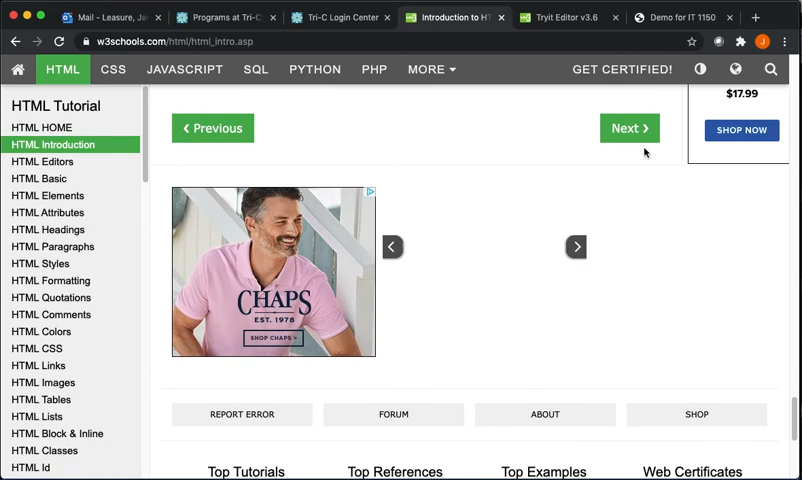 Mail - Leasure, Ja
Programs at Tri-C
Tri-C Login Center
Introduction to HT
Tryit Editor v3.6
Demo for IT 1150
w3schools.com/html/html_intro.asp
J
HTML CSS JAVASCRIPT SQL PYTHON PHP MORE GET CERTIFIED!
HTML Tutorial
HTML HOME
HTML Introduction
HTML Editors
HTML Basic
HTML Elements
HTML Attributes
HTML Headings
HTML Paragraphs
HTML Styles
HTML Formatting
HTML Quotations
HTML Comments
HTML Colors
HTML CSS
HTML Links
HTML Images
HTML Tables
HTML Lists
HTML Block & Inline
HTML Classes
HTML Id
❮ Previous
Next ❯
$17.99
SHOP NOW
CHAPS
EST. 1978
SHOP CHAPS >
REPORT ERROR
FORUM
ABOUT
SHOP
Top Tutorials
Top References
Top Examples
Web Certificates